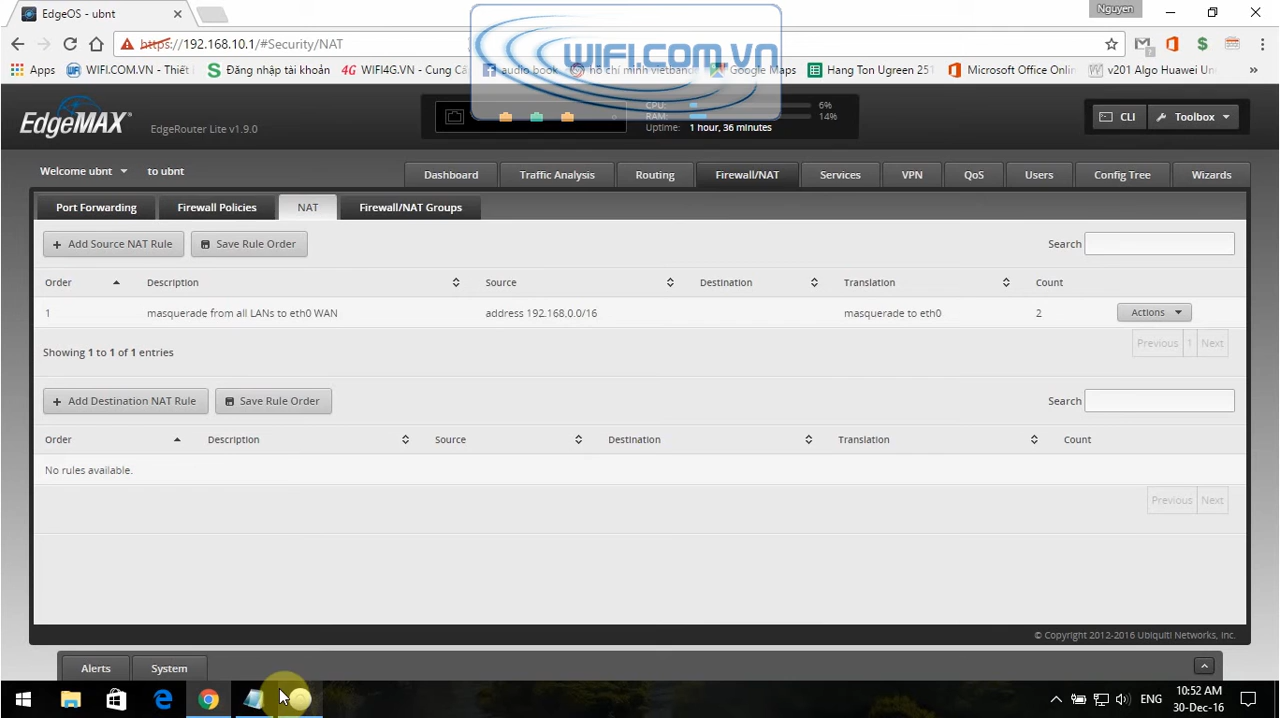 EdgeOS - ubnt
Nguyen
https://192.168.10.1/#Security/NAT
WIFI.COM.VN
Apps
WIFI.COM.VN - Thiết
Đăng nhập tài khoản
WIFI4G.VN - Cung Cấ
audio book
hồ chí minh vietbando
Google Maps
Hang Ton Ugreen 251
Microsoft Office Onlin
v201 Algo Huawei Un
»
EdgeMAX
EdgeRouter Lite v1.9.0
CPU: 6%
RAM: 14%
Uptime: 1 hour, 36 minutes
CLI
Toolbox
Welcome ubnt
to ubnt
Dashboard
Traffic Analysis
Routing
Firewall/NAT
Services
VPN
QoS
Users
Config Tree
Wizards
Port Forwarding
Firewall Policies
NAT
Firewall/NAT Groups
+ Add Source NAT Rule
Save Rule Order
Search
Order
Description
Source
Destination
Translation
Count
1
masquerade from all LANs to eth0 WAN
address 192.168.0.0/16
masquerade to eth0
2
Actions
Showing 1 to 1 of 1 entries
Previous
1
Next
+ Add Destination NAT Rule
Save Rule Order
Search
Order
Description
Source
Destination
Translation
Count
No rules available.
Previous
Next
© Copyright 2012-2016 Ubiquiti Networks, Inc.
Alerts
System
ENG
10:52 AM
30-Dec-16